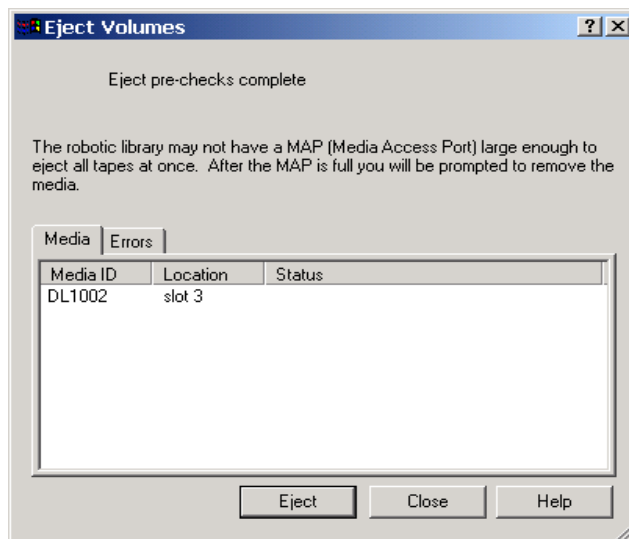 Eject Volumes
Eject pre-checks complete
The robotic library may not have a MAP (Media Access Port) large enough to
eject all tapes at once. After the MAP is full you will be prompted to remove the
media.
Media Errors
Media ID Location Status
DL1002 slot 3
Eject Close Help